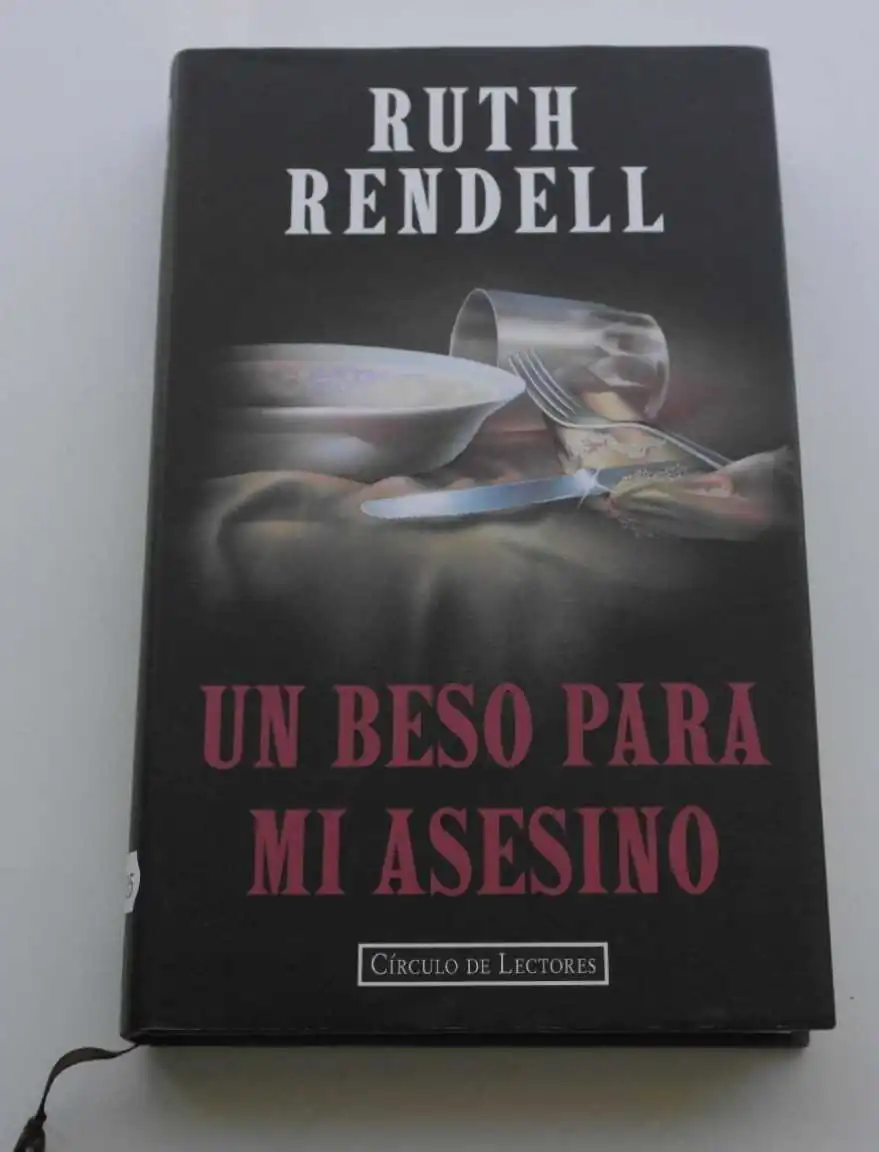 RUTH
RENDELL
UN BESO PARA
MI ASESINO
CÍRCULO DE LECTORES